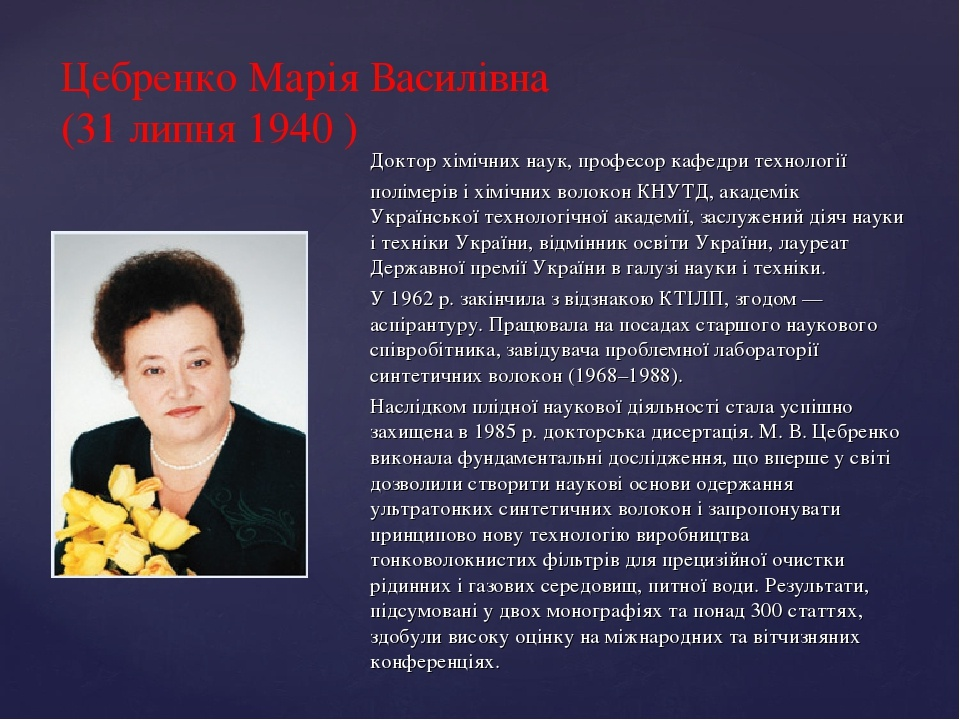 Цебренко Марія Василівна
(31 липня 1940 )
Доктор хімічних наук, професор кафедри технології
полімерів і хімічних волокон КНУТД, академік
Української технологічної академії, заслужений діяч науки
і техніки України, відмінник освіти України, лауреат
Державної премії України в галузі науки і техніки.
У 1962 р. закінчила з відзнакою КТІЛП, згодом —
аспірантуру. Працювала на посадах старшого наукового
співробітника, завідувача проблемної лабораторії
синтетичних волокон (1968–1988).
Наслідком плідної наукової діяльності стала успішно
захищена в 1985 р. докторська дисертація. М. В. Цебренко
виконала фундаментальні дослідження, що вперше у світі
дозволили створити наукові основи одержання
ультратонких синтетичних волокон і запропонувати
принципово нову технологію виробництва
тонковолокнистих фільтрів для прецизійної очистки
рідинних і газових середовищ, питної води. Результати,
підсумовані у двох монографіях та понад 300 статтях,
здобули високу оцінку на міжнародних та вітчизняних
конференціях.